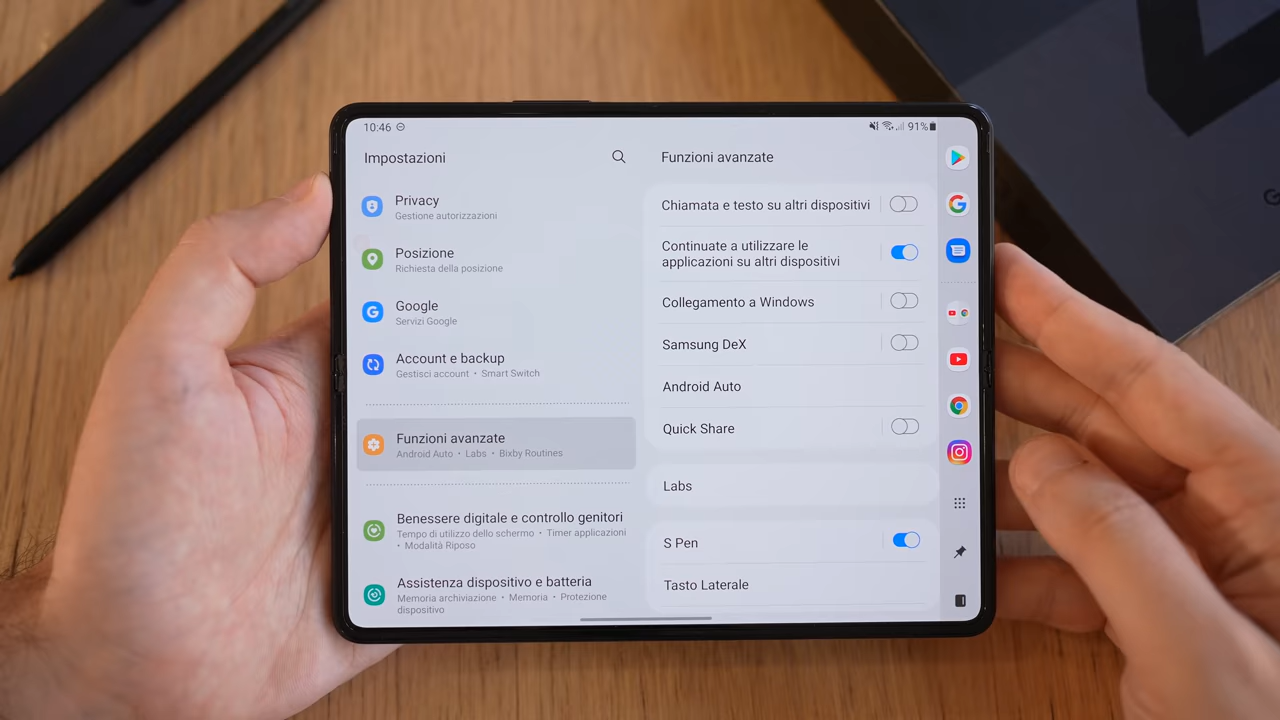 10:46
91%
Impostazioni
Privacy
Gestione autorizzazioni
Posizione
Richiesta della posizione
Google
Servizi Google
Account e backup
Gestisci account • Smart Switch
Funzioni avanzate
Android Auto • Labs • Bixby Routines
Benessere digitale e controllo genitori
Tempo di utilizzo dello schermo • Timer applicazioni
• Modalità Riposo
Assistenza dispositivo e batteria
Memoria archiviazione • Memoria • Protezione
dispositivo
Funzioni avanzate
Chiamata e testo su altri dispositivi
Continuate a utilizzare le
applicazioni su altri dispositivi
Collegamento a Windows
Samsung DeX
Android Auto
Quick Share
Labs
S Pen
Tasto Laterale